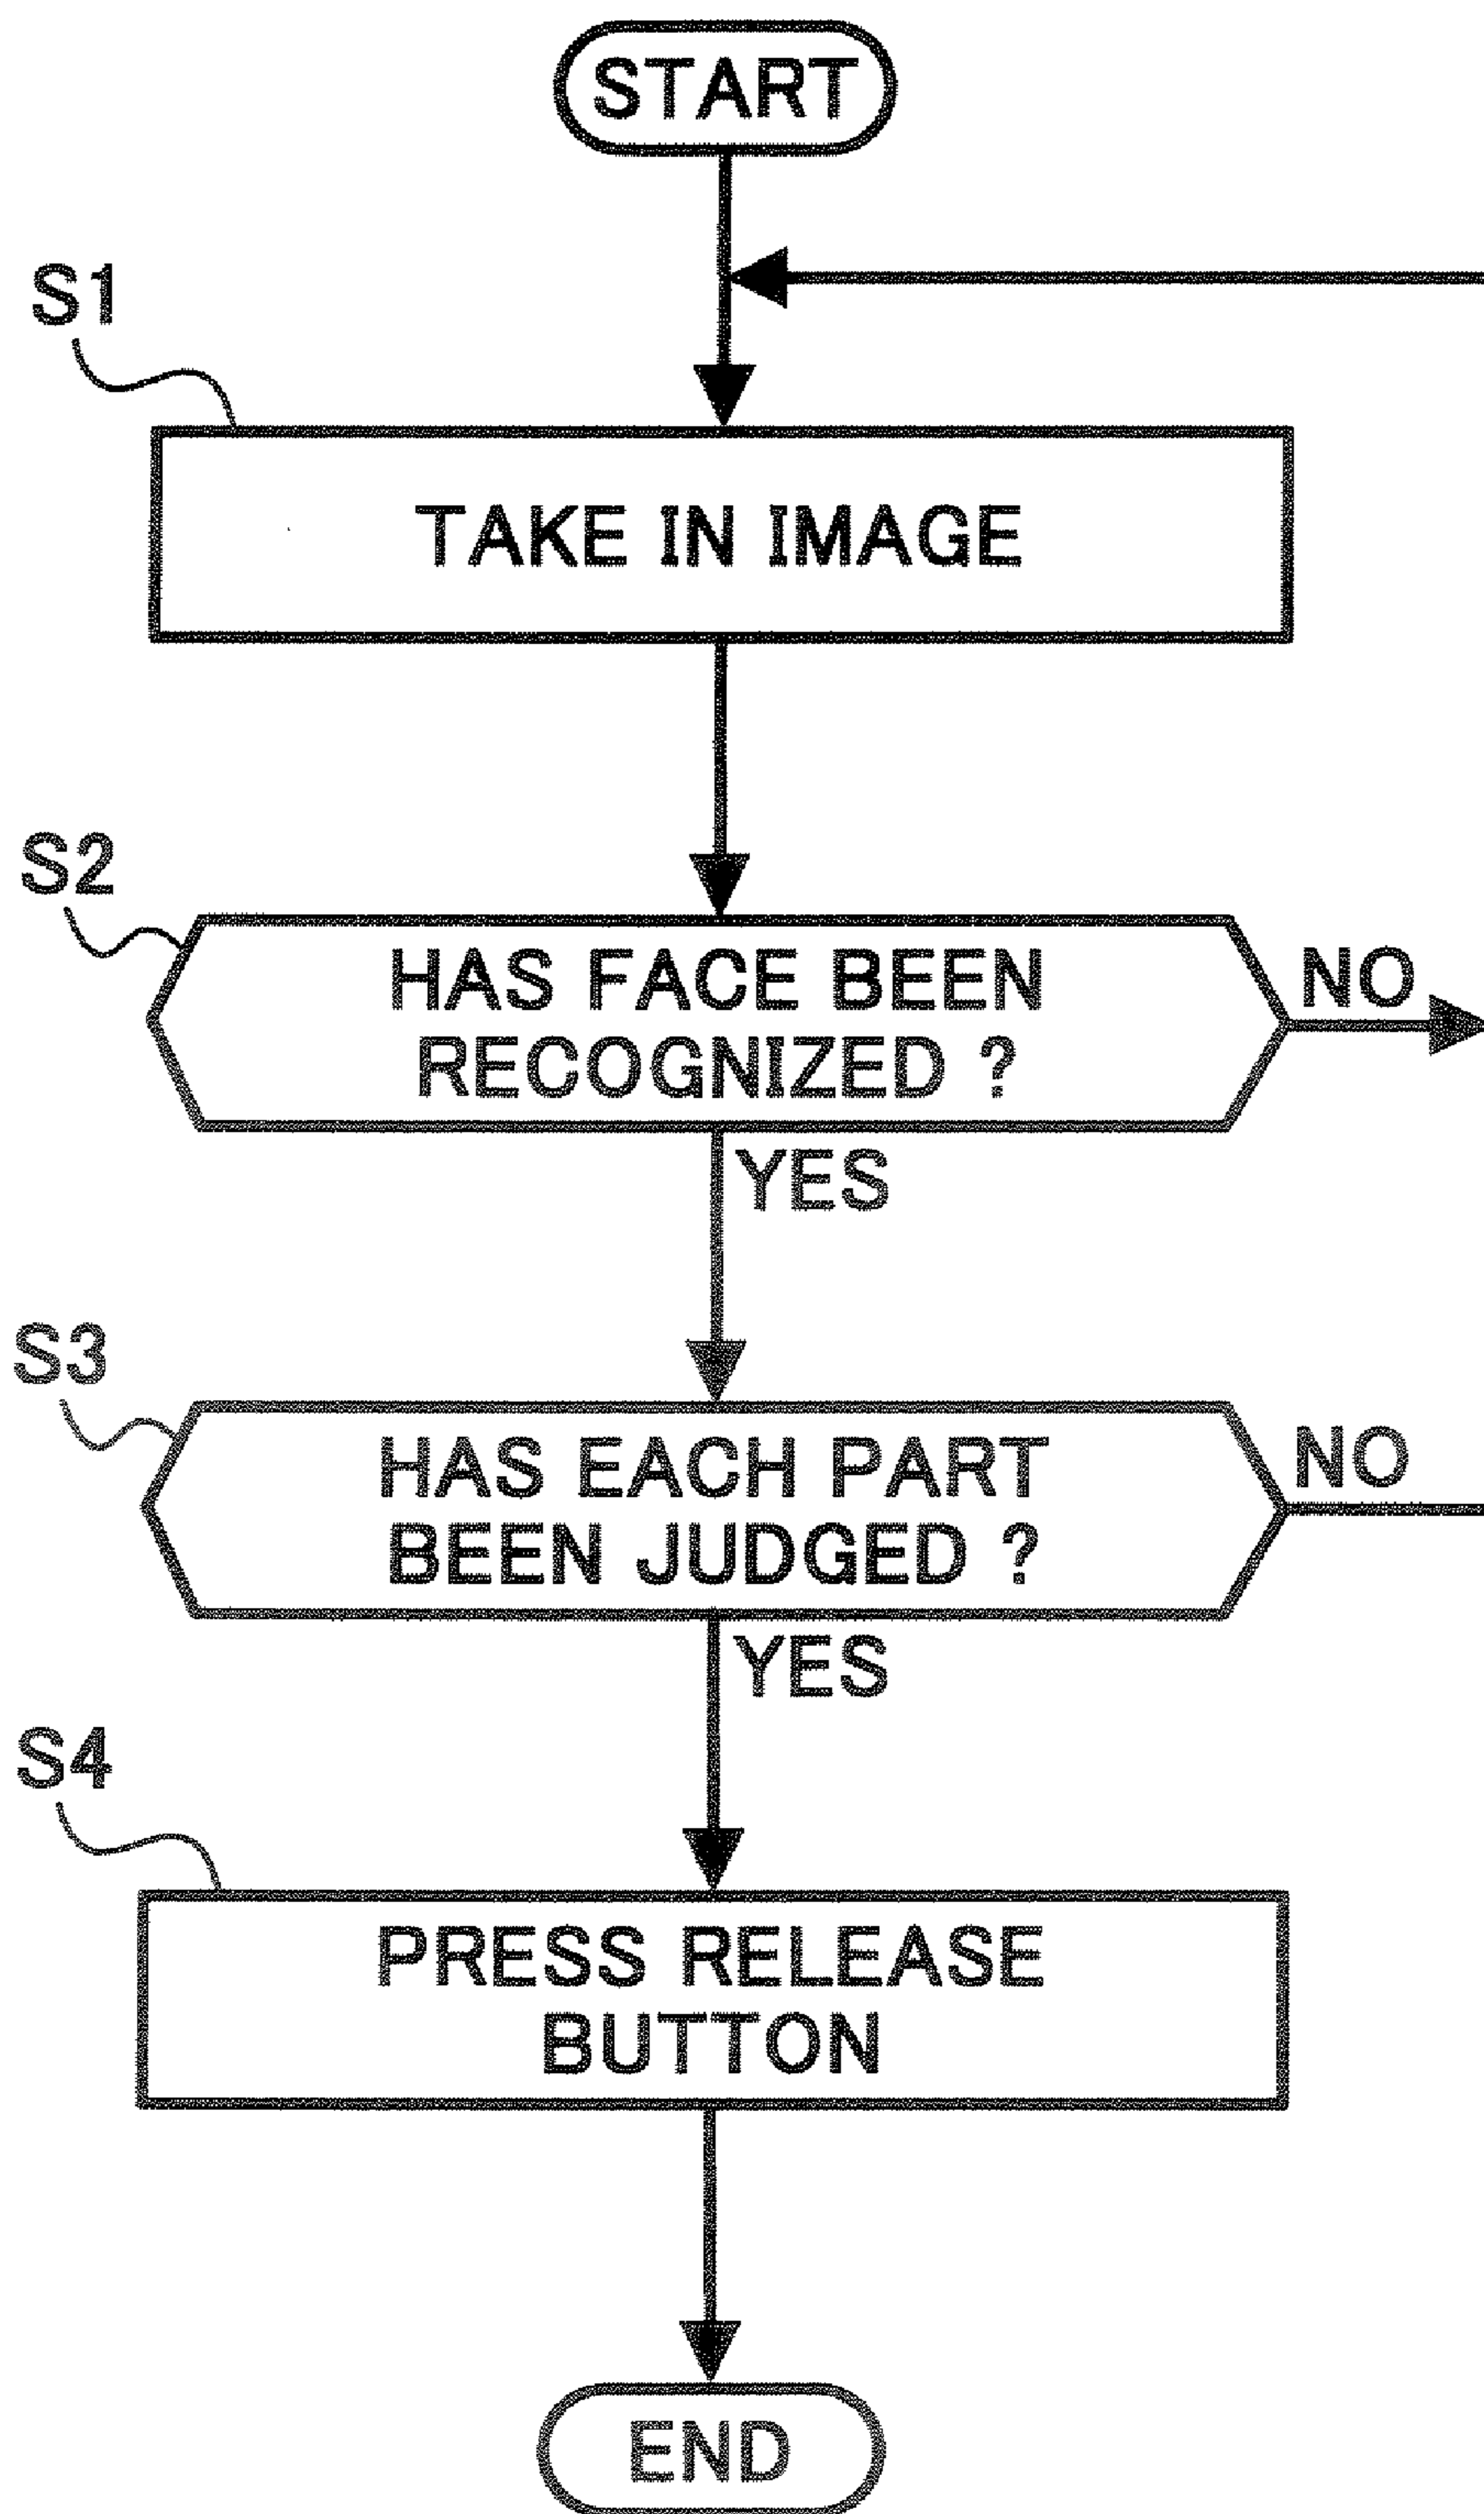 START
S1
TAKE IN IMAGE
S2
HAS FACE BEEN
RECOGNIZED ?
NO
YES
S3
HAS EACH PART
BEEN JUDGED ?
NO
YES
S4
PRESS RELEASE
BUTTON
END